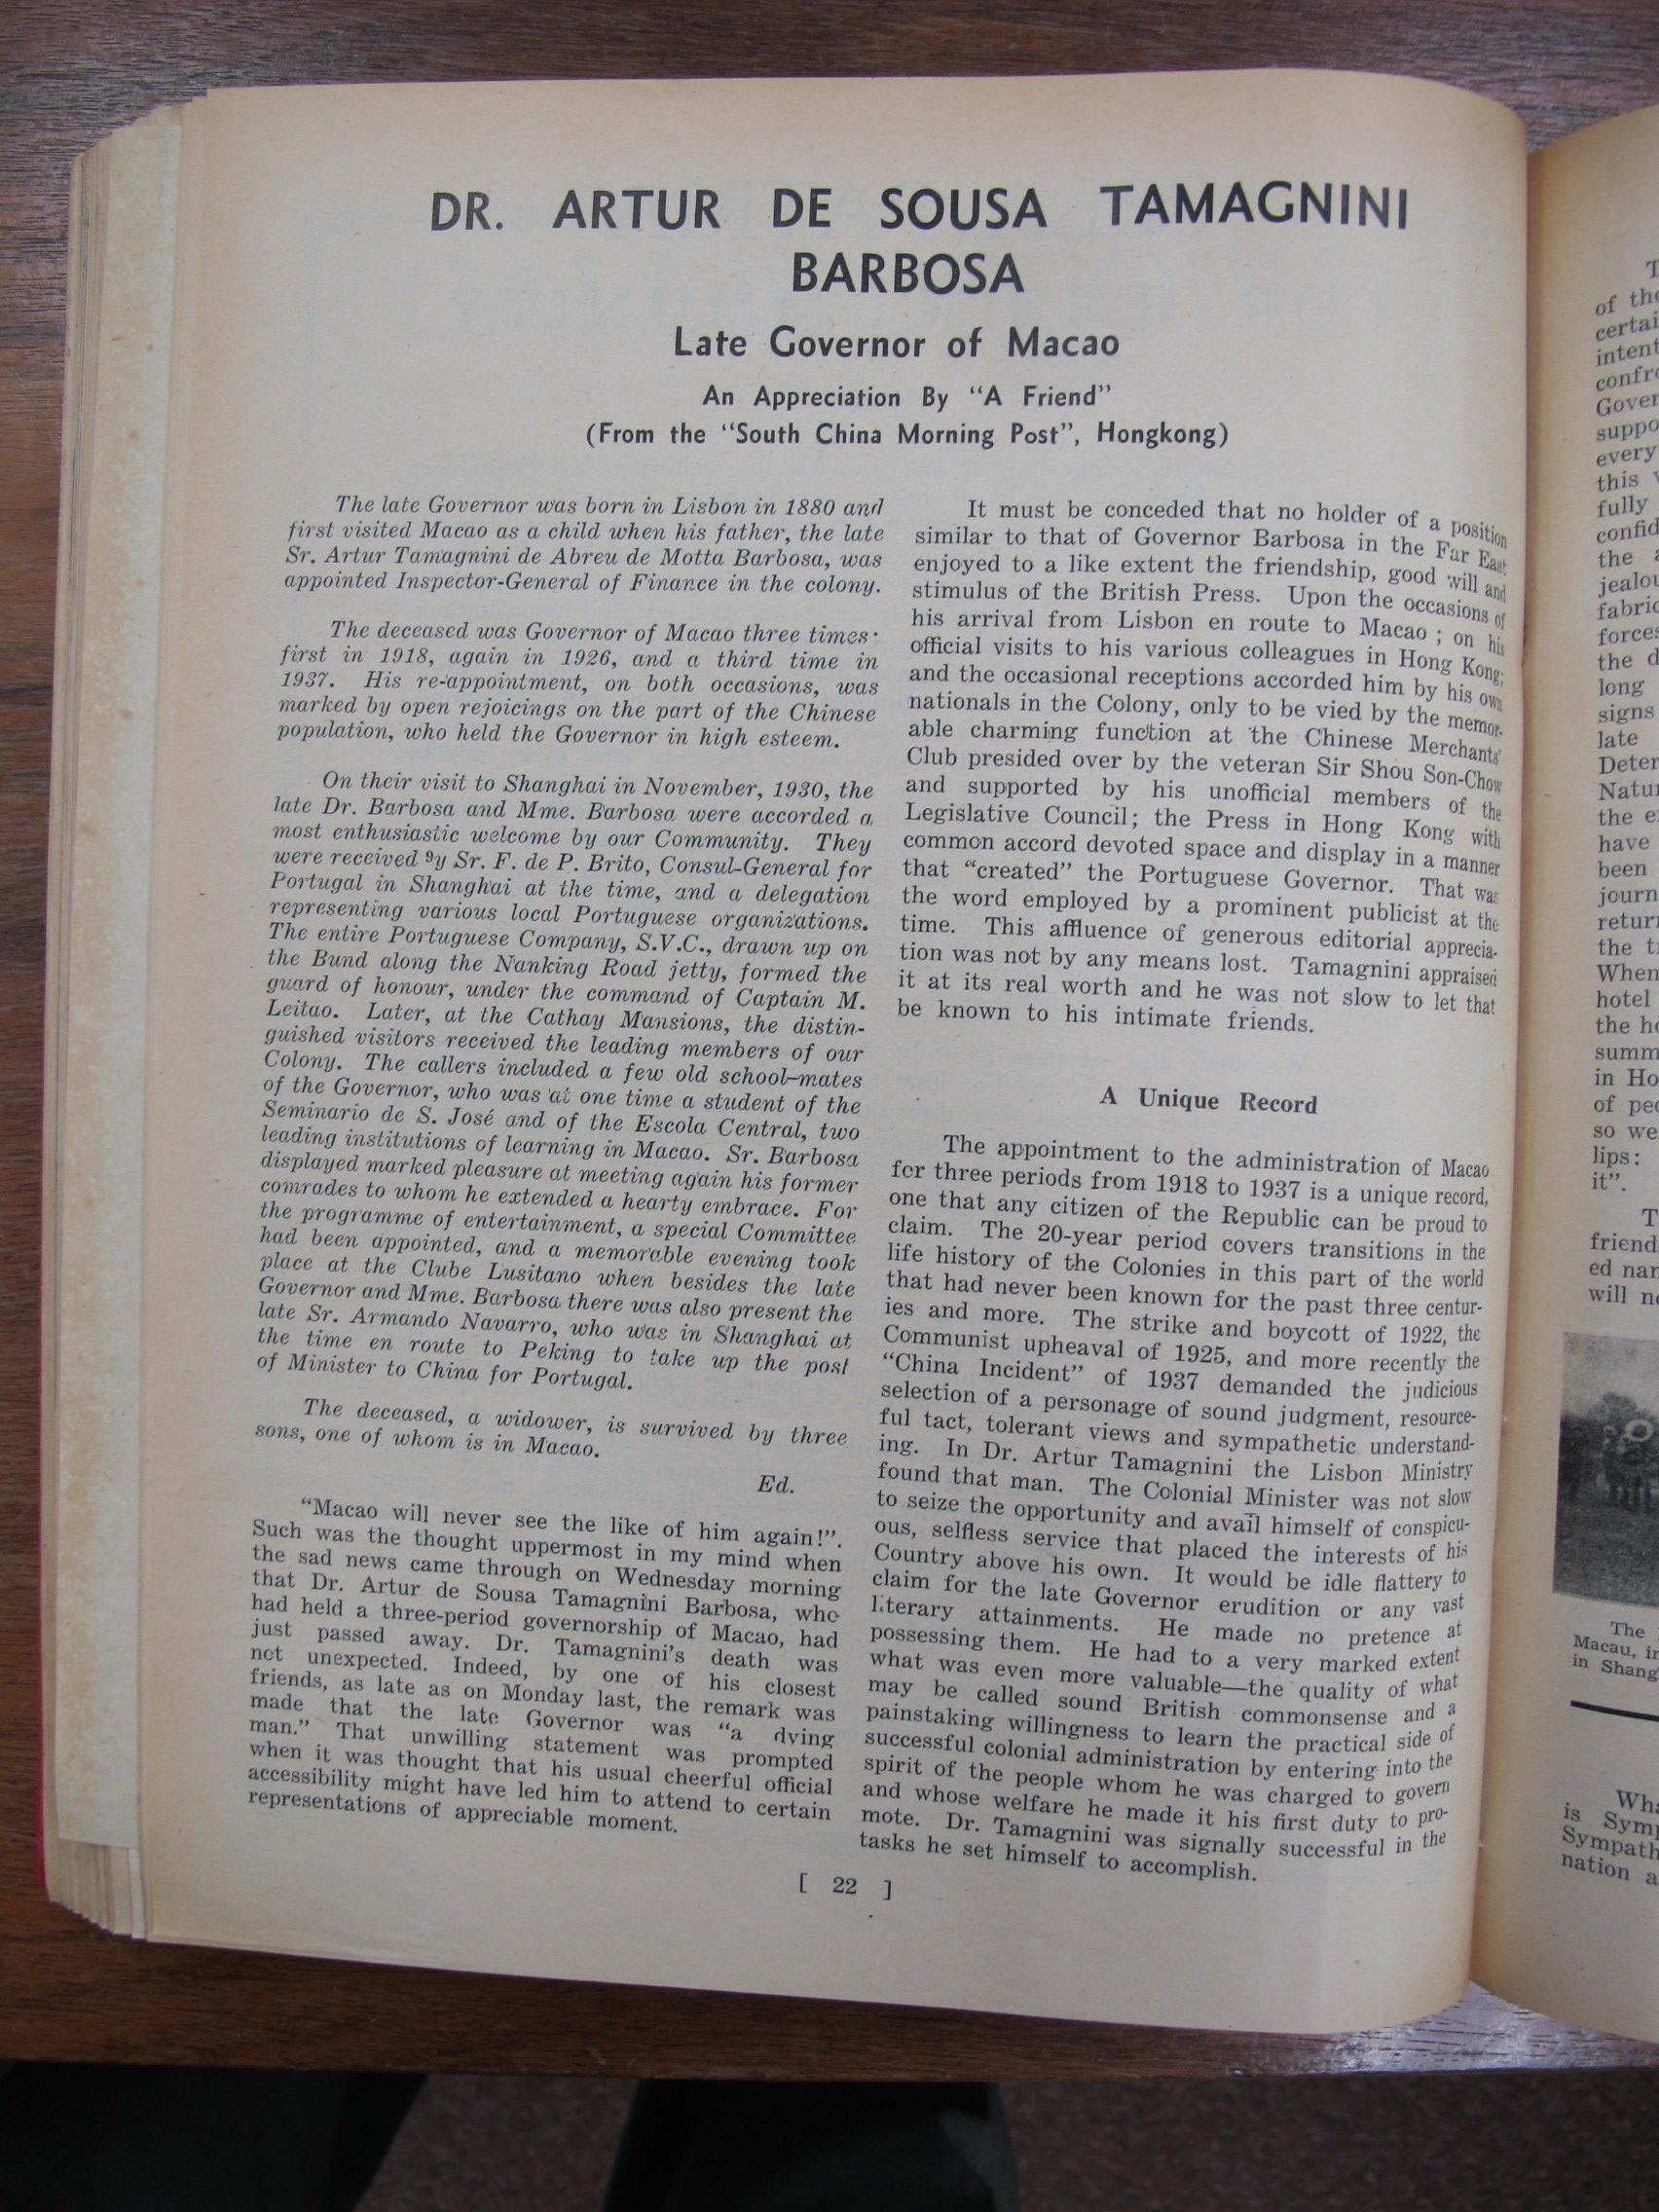 DR. ARTUR DE SOUSA TAMAGNINI
BARBOSA
Late Governor of Macao
An Appreciation By "A Friend"
(From the "South China Morning Post", Hongkong)
The late Governor was born in Lisbon in 1880 and
first visited Macao as a child when his father, the late
Sr. Artur Tamagnini de Abreu de Motta Barbosa, was
appointed Inspector-General of Finance in the colony.
The deceased was Governor of Macao three times·
first in 1918, again in 1926, and a third time in
1937. His re-appointment, on both occasions, was
marked by open rejoicings on the part of the Chinese
population, who held the Governor in high esteem.
On their visit to Shanghai in November, 1930, the
late Dr. Barbosa and Mme. Barbosa were accorded a
most enthusiastic welcome by our Community. They
were received 9y Sr. F. de P. Brito, Consul-General for
Portugal in Shanghai at the time, and a delegation
representing various local Portuguese organizations.
The entire Portuguese Company, S.V.C., drawn up on
the Bund along the Nanking Road jetty, formed the
guard of honour, under the command of Captain M.
Leitao. Later, at the Cathay Mansions, the distin-
guished visitors received the leading members of our
Colony. The callers included a few old school-mates
of the Governor, who was at one time a student of the
Seminario de S. José and of the Escola Central, two
leading institutions of learning in Macao. Sr. Barbosa
displayed marked pleasure at meeting again his former
comrades to whom he extended a hearty embrace. For
the programme of entertainment, a special Committee
had been appointed, and a memorable evening took
place at the Clube Lusitano when besides the late
Governor and Mme. Barbosa there was also present the
late Sr. Armando Navarro, who was in Shanghai at
the time en route to Peking to take up the post
of Minister to China for Portugal.
The deceased, a widower, is survived by three
sons, one of whom is in Macao.
Ed.
"Macao will never see the like of him again!".
Such was the thought uppermost in my mind when
the sad news came through on Wednesday morning
that Dr. Artur de Sousa Tamagnini Barbosa, who
had held a three-period governorship of Macao, had
just passed away. Dr. Tamagnini's death was
not unexpected. Indeed, by one of his closest
friends, as late as on Monday last, the remark was
made that the late Governor was "a dying
man." That unwilling statement was prompted
when it was thought that his usual cheerful official
accessibility might have led him to attend to certain
representations of appreciable moment.
It must be conceded that no holder of a position
similar to that of Governor Barbosa in the Far East
enjoyed to a like extent the friendship, good will and
stimulus of the British Press. Upon the occasions of
his arrival from Lisbon en route to Macao ; on his
official visits to his various colleagues in Hong Kong;
and the occasional receptions accorded him by his own
nationals in the Colony, only to be vied by the memor-
able charming function at the Chinese Merchants'
Club presided over by the veteran Sir Shou Son-Chow
and supported by his unofficial members of the
Legislative Council; the Press in Hong Kong with
common accord devoted space and display in a manner
that "created" the Portuguese Governor. That was
the word employed by a prominent publicist at the
time. This affluence of generous editorial apprecia-
tion was not by any means lost. Tamagnini appraised
it at its real worth and he was not slow to let that
be known to his intimate friends.
A Unique Record
The appointment to the administration of Macao
for three periods from 1918 to 1937 is a unique record,
one that any citizen of the Republic can be proud to
claim. The 20-year period covers transitions in the
life history of the Colonies in this part of the world
that had never been known for the past three centur-
ies and more. The strike and boycott of 1922, the
Communist upheaval of 1925, and more recently the
"China Incident" of 1937 demanded the judicious
selection of a personage of sound judgment, resource-
ful tact, tolerant views and sympathetic understand-
ing. In Dr. Artur Tamagnini the Lisbon Ministry
found that man. The Colonial Minister was not slow
to seize the opportunity and avail himself of conspicu-
ous, selfless service that placed the interests of his
Country above his own. It would be idle flattery to
claim for the late Governor erudition or any vast
literary attainments. He made no pretence at
possessing them. He had to a very marked extent
what was even more valuable—the quality of what
may be called sound British commonsense and a
painstaking willingness to learn the practical side of
successful colonial administration by entering into the
spirit of the people whom he was charged to govern
and whose welfare he made it his first duty to pro-
mote. Dr. Tamagnini was signally successful in the
tasks he set himself to accomplish.
[ 22 ]
of the
every
this
fully
the
the d
long
signs
late
have
been
hotel
in Ho
so we
lips:
it".
friend
The
Macau, in
in Shang
is Symp
Sympath
nation a